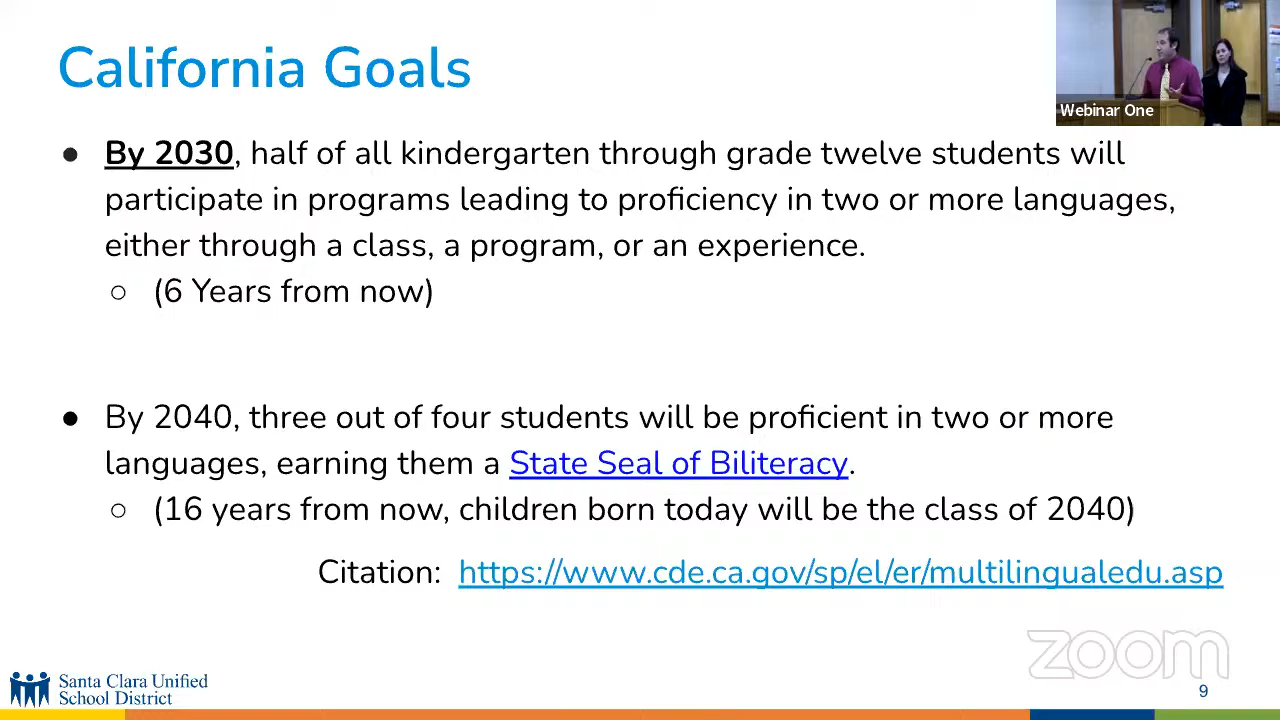 California Goals
Webinar One
● By 2030, half of all kindergarten through grade twelve students will
participate in programs leading to proficiency in two or more languages,
either through a class, a program, or an experience.
○ (6 Years from now)
● By 2040, three out of four students will be proficient in two or more
languages, earning them a State Seal of Biliteracy.
○ (16 years from now, children born today will be the class of 2040)
Citation: https://www.cde.ca.gov/sp/el/er/multilingualedu.asp
zoom
Santa Clara Unified
School District
9